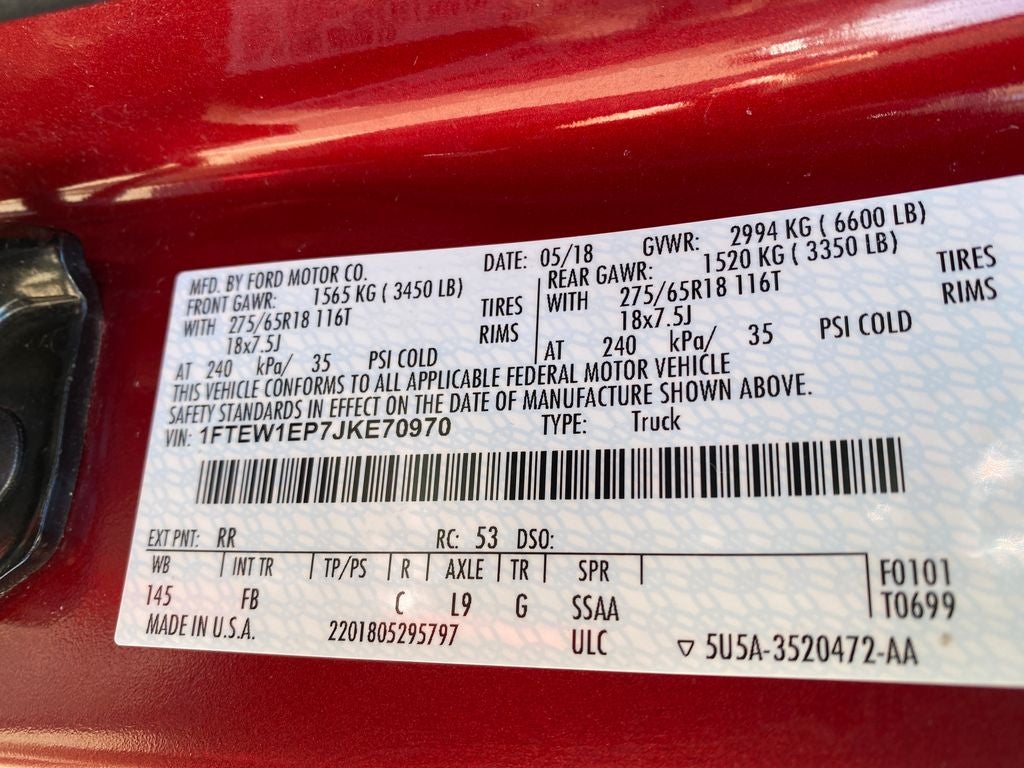 MFD. BY FORD MOTOR CO. DATE: 05/18 GVWR: 2994 KG ( 6600 LB)
FRONT GAWR: 1565 KG ( 3450 LB) REAR GAWR: 1520 KG ( 3350 LB)
WITH 275/65R18 116T TIRES WITH 275/65R18 116T TIRES
18x7.5J RIMS 18x7.5J RIMS
AT 240 kPa/ 35 PSI COLD AT 240 kPa/ 35 PSI COLD
THIS VEHICLE CONFORMS TO ALL APPLICABLE FEDERAL MOTOR VEHICLE
SAFETY STANDARDS IN EFFECT ON THE DATE OF MANUFACTURE SHOWN ABOVE.
VIN: 1FTEW1EP7JKE70970 TYPE: Truck
EXT PNT: RR RC: 53 DSO:
WB INT TR TP/PS R AXLE TR SPR F0101
145 FB C L9 G SSAA T0699
MADE IN U.S.A. 2201805295797 ULC ▽ 5U5A-3520472-AA